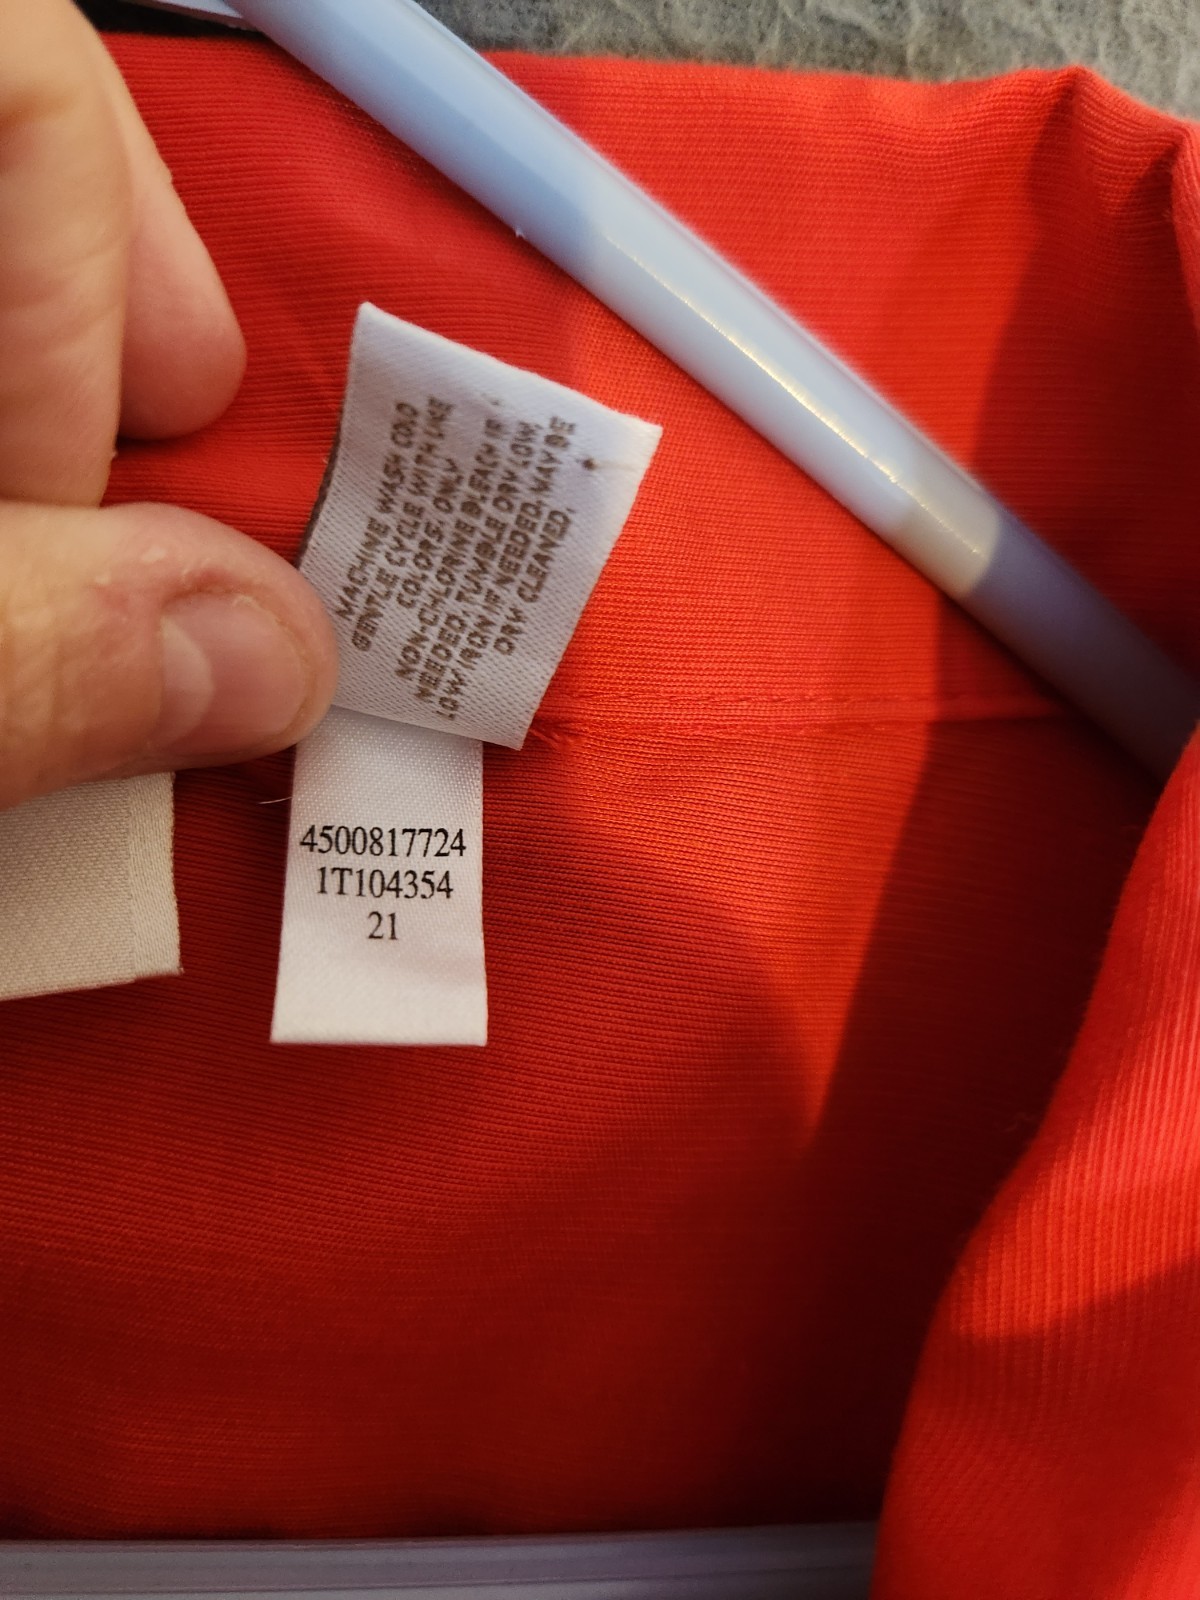 MACHINE WASH COLD
GENTLE CYCLE WITH LIKE
COLORS. ONLY
NON-CHLORINE BLEACH IF
NEEDED. TUMBLE DRY LOW.
LOW IRON IF NEEDED. MAY BE
DRY CLEANED.
4500817724
1T104354
21